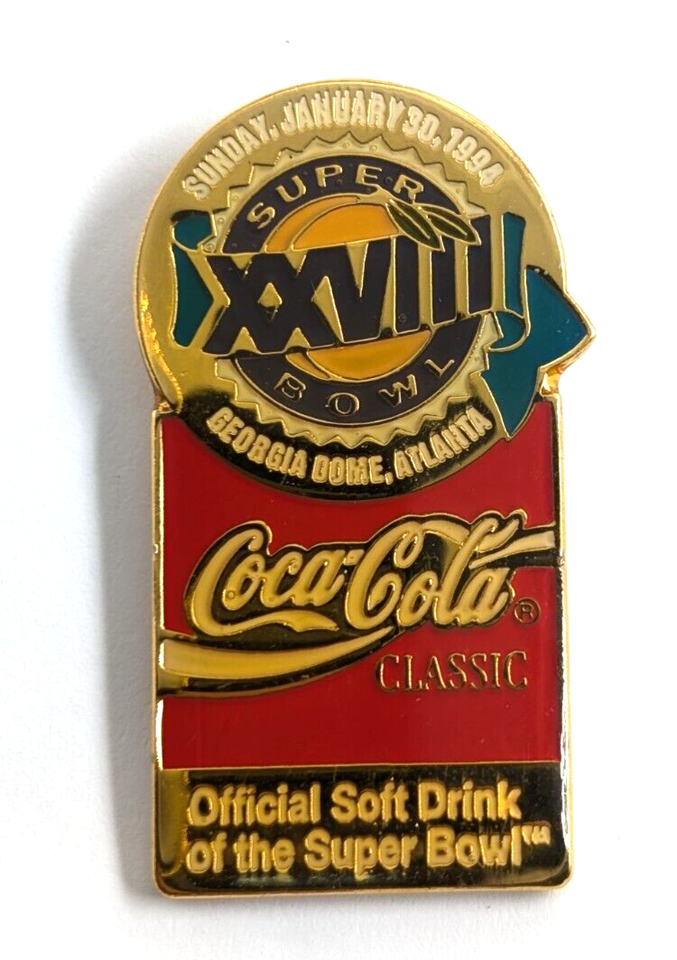 SUNDAY, JANUARY 30, 1994
SUPER
XXVIII
BOWL
GEORGIA DOME, ATLANTA
Coca-Cola®
CLASSIC
Official Soft Drink
of the Super Bowl™